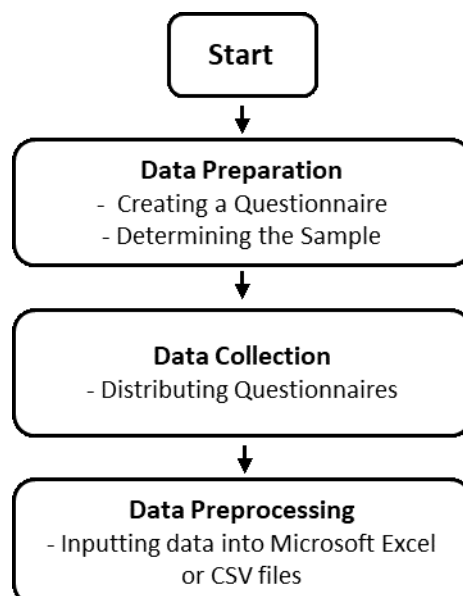 Start
Data Preparation
- Creating a Questionnaire
- Determining the Sample
Data Collection
- Distributing Questionnaires
Data Preprocessing
- Inputting data into Microsoft Excel
or CSV files